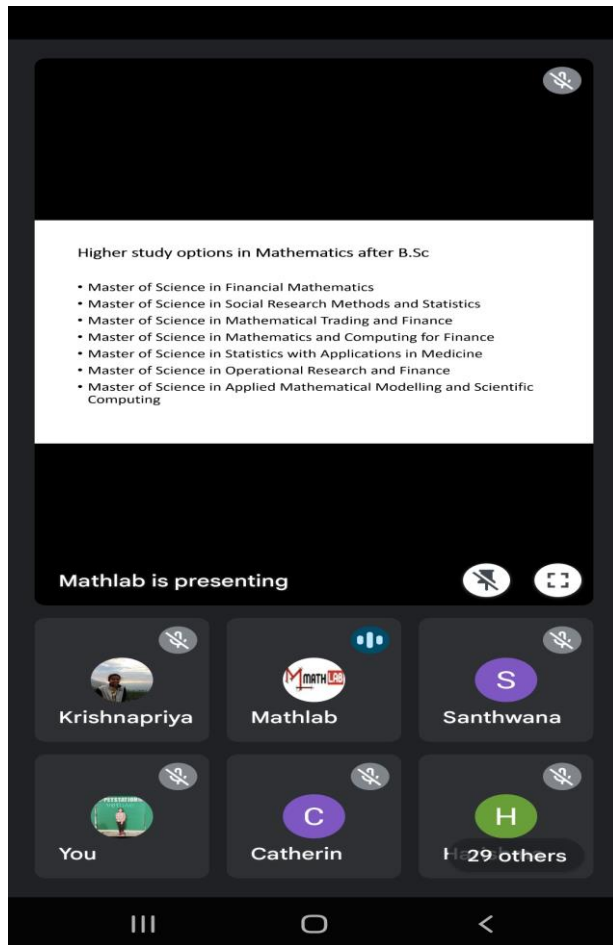 Higher study options in Mathematics after B.Sc
• Master of Science in Financial Mathematics
• Master of Science in Social Research Methods and Statistics
• Master of Science in Mathematical Trading and Finance
• Master of Science in Mathematics and Computing for Finance
• Master of Science in Statistics with Applications in Medicine
• Master of Science in Operational Research and Finance
• Master of Science in Applied Mathematical Modelling and Scientific
Computing
Mathlab is presenting
MATH LAB
S
Krishnapriya
Mathlab
Santhwana
C
H
You
Catherin
29 others